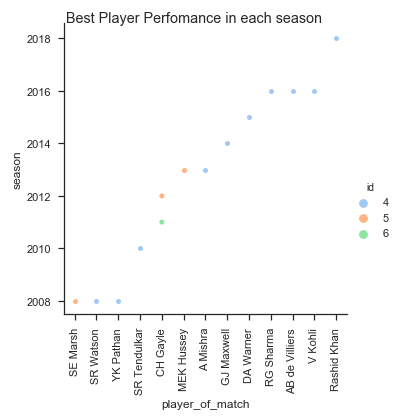 Best Player Perfomance in each season
2018
2016
2014
2012
2010
2008
season
SE Marsh
SR Watson
YK Pathan
SR Tendulkar
CH Gayle
MEK Hussey
A Mishra
GJ Maxwell
DA Warner
RG Sharma
AB de Villiers
V Kohli
Rashid Khan
player_of_match
id
4
5
6